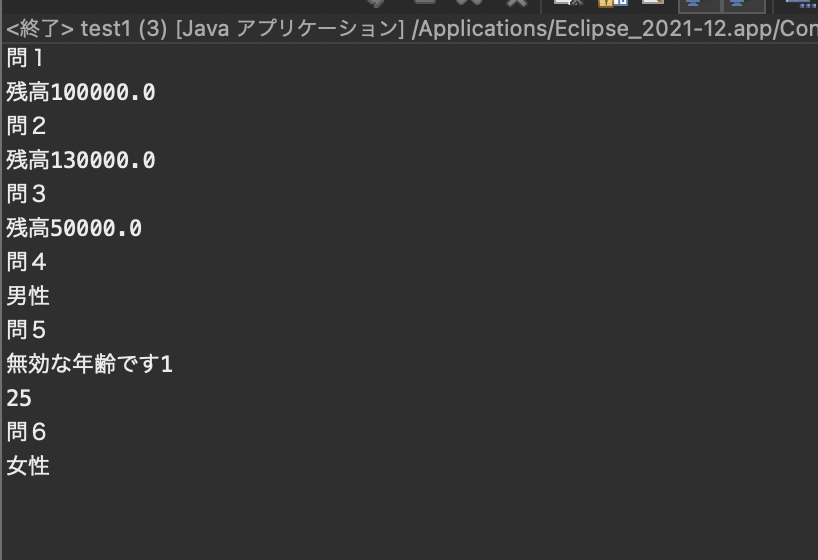 <終了> test1 (3) [Java アプリケーション] /Applications/Eclipse_2021-12.app/Con
問１
残高100000.0
問２
残高130000.0
問３
残高50000.0
問４
男性
問５
無効な年齢です1
25
問６
女性